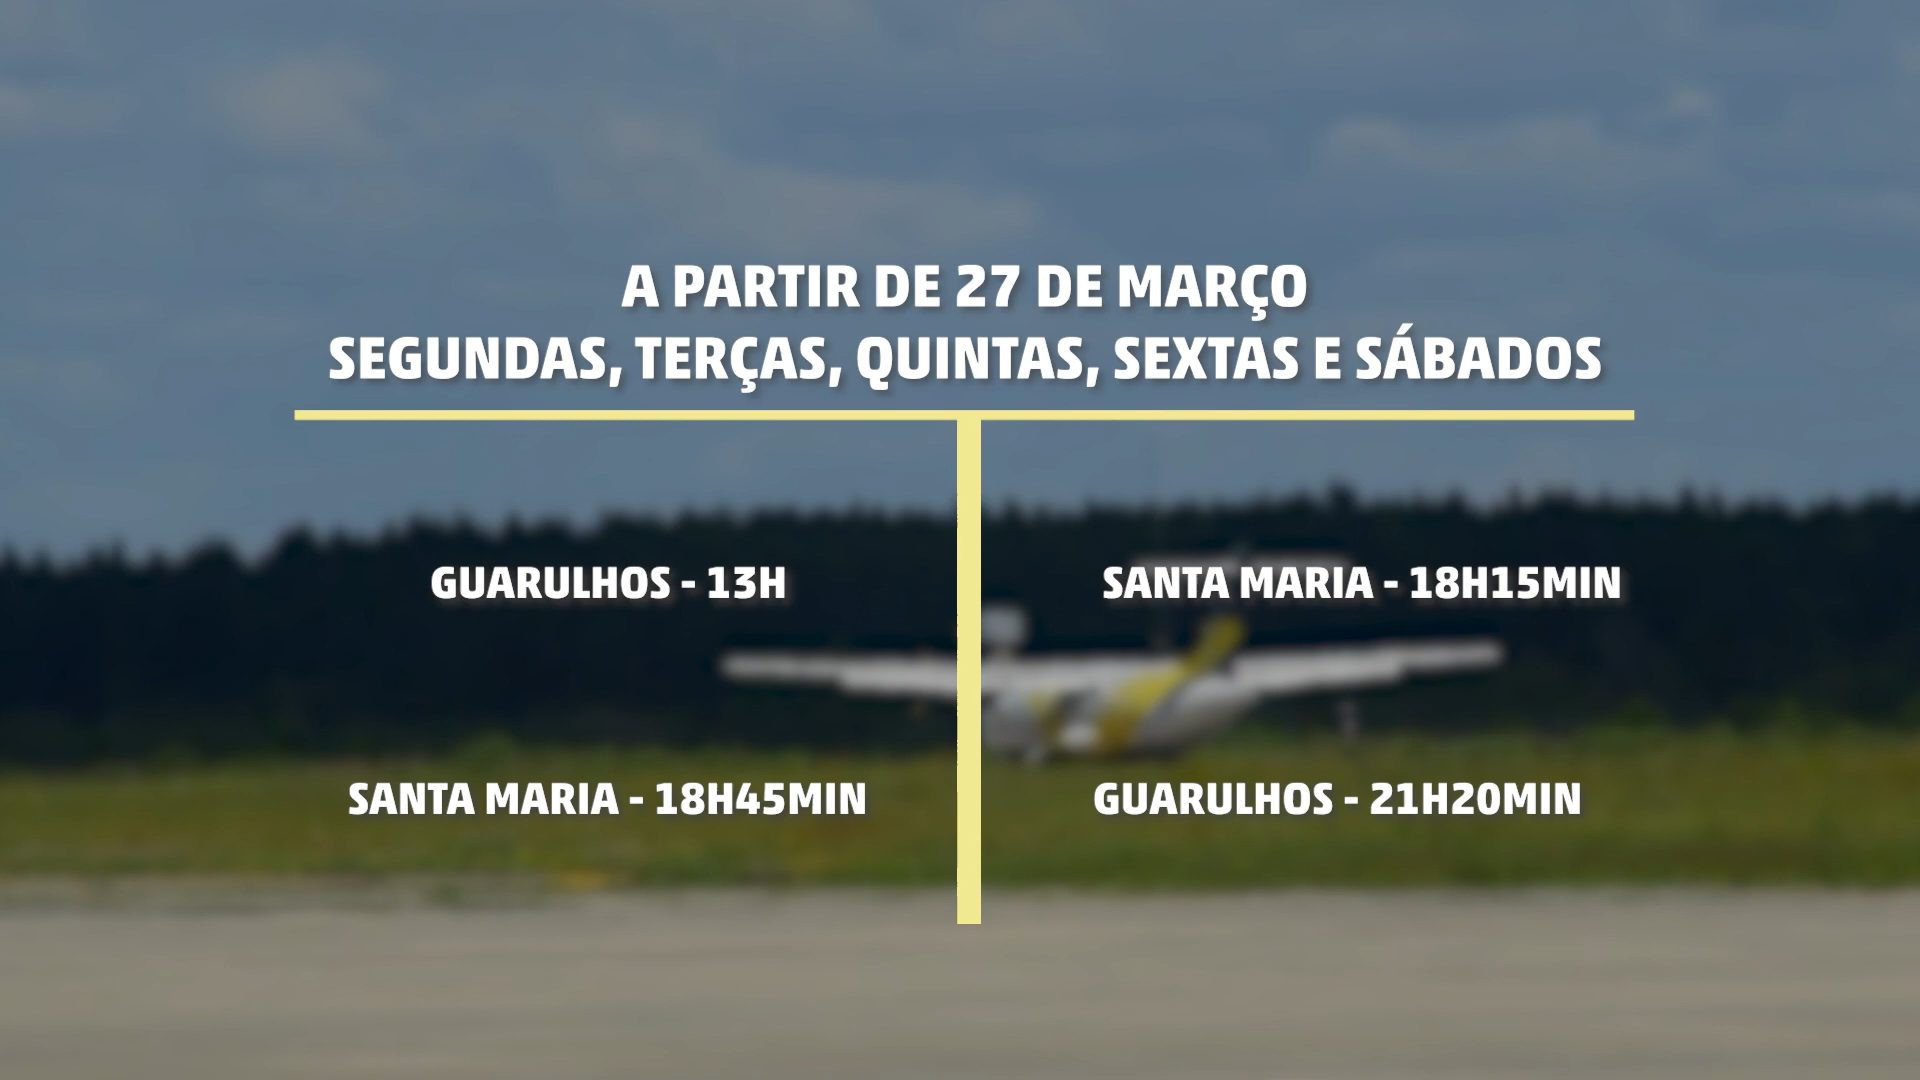 A PARTIR DE 27 DE MARÇO
SEGUNDAS, TERÇAS, QUINTAS, SEXTAS E SÁBADOS
GUARULHOS - 13H
SANTA MARIA - 18H15MIN
SANTA MARIA - 18H45MIN
GUARULHOS - 21H20MIN